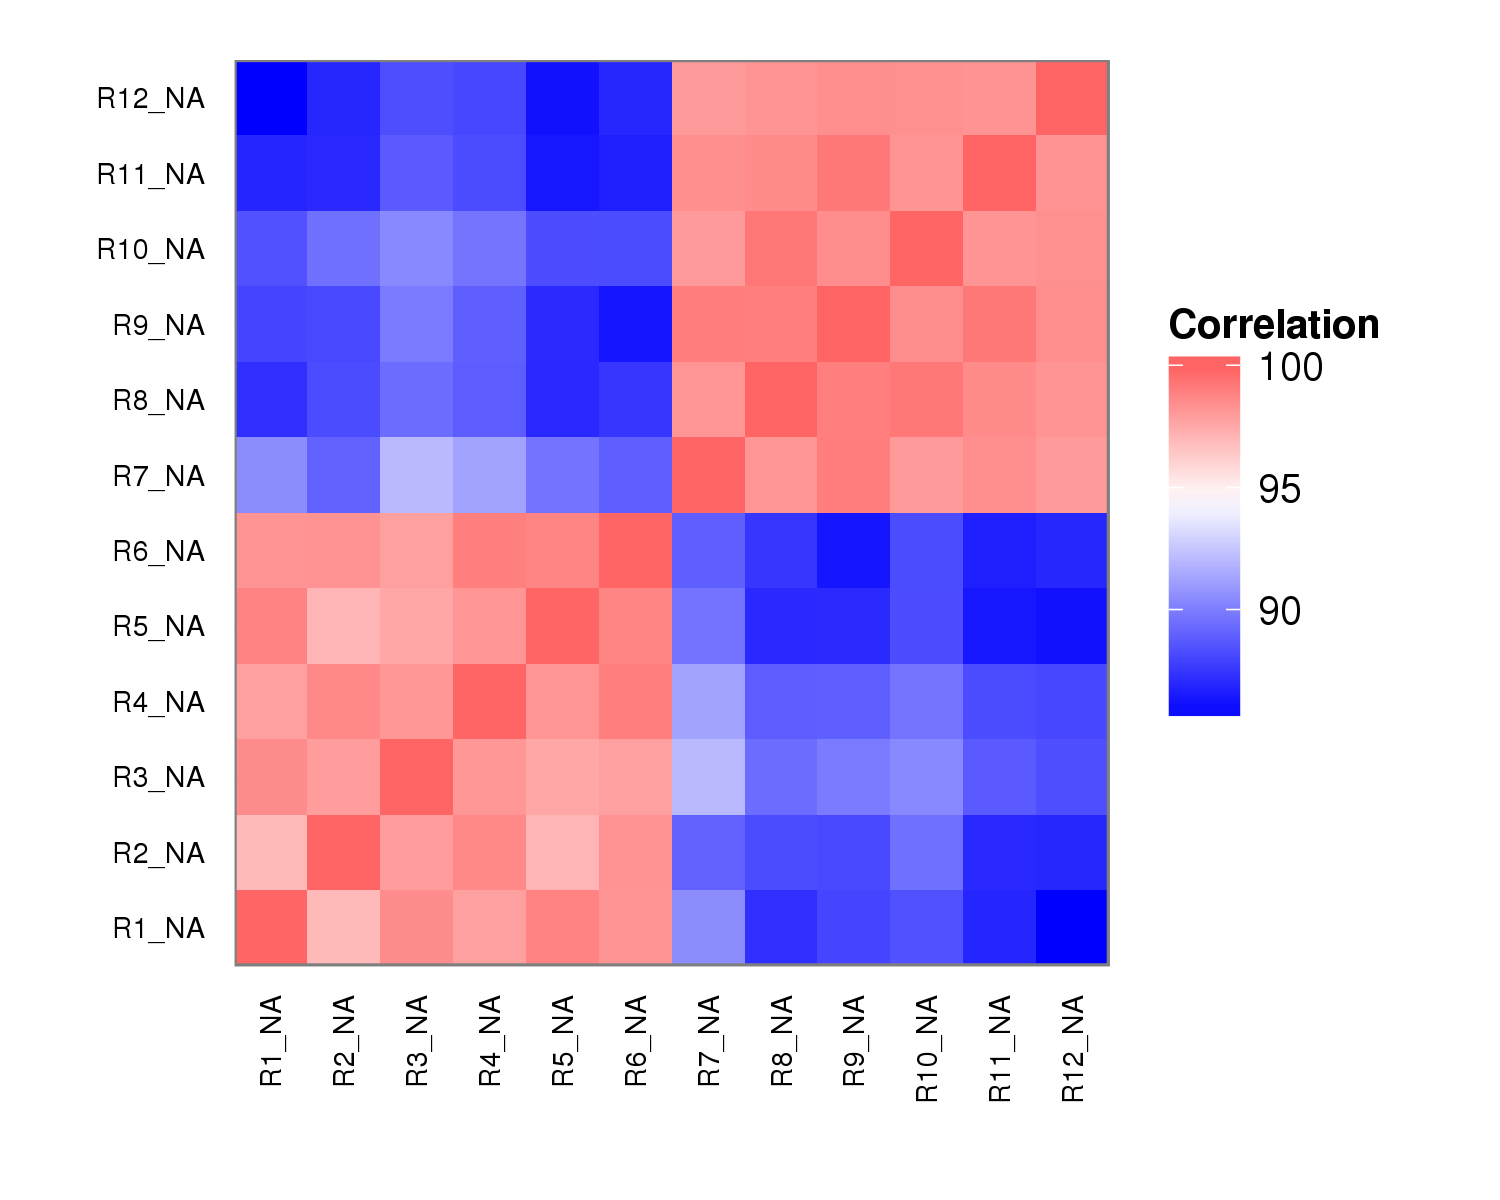 R12_NA
R11_NA
R10_NA
R9_NA
R8_NA
R7_NA
R6_NA
R5_NA
R4_NA
R3_NA
R2_NA
R1_NA
R1_NA
R2_NA
R3_NA
R4_NA
R5_NA
R6_NA
R7_NA
R8_NA
R9_NA
R10_NA
R11_NA
R12_NA
Correlation
100
95
90